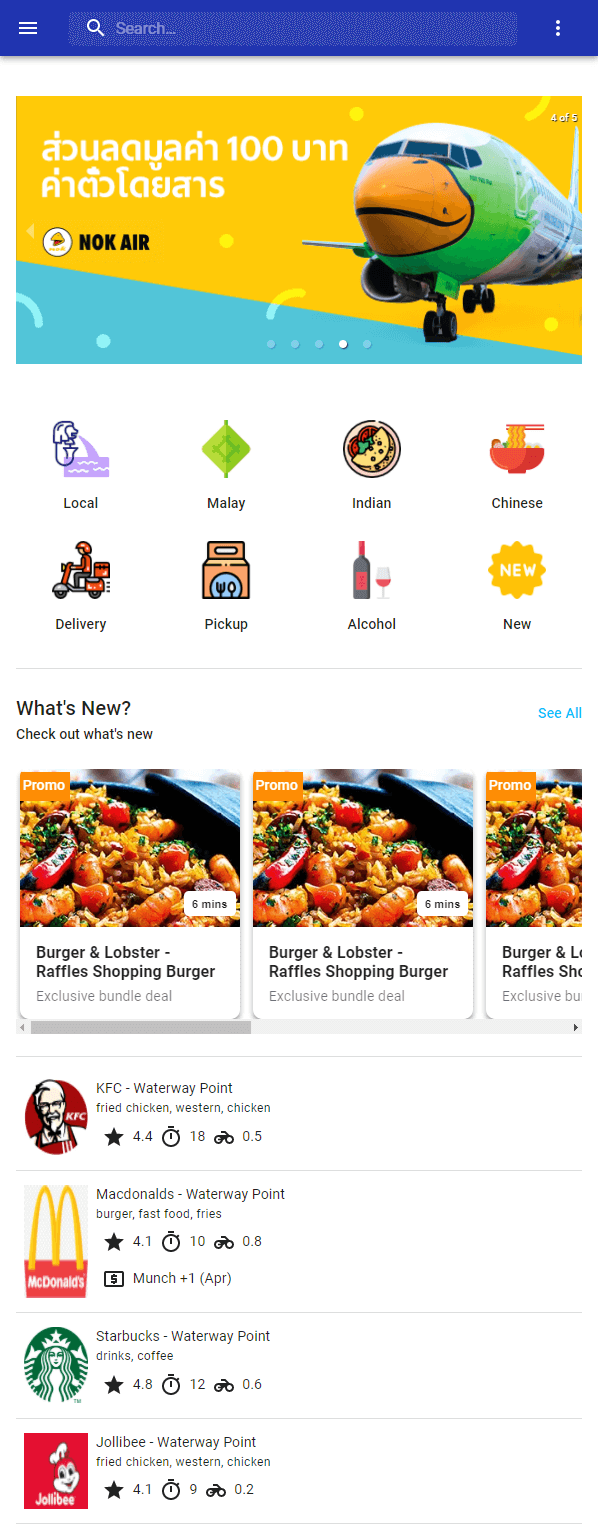 Search...
4 of 5
ส่วนลดมูลค่า 100 บาท
ค่าตั๋วโดยสาร
NOK AIR
Local
Malay
Indian
Chinese
NEW
Delivery
Pickup
Alcohol
New
What's New?
See All
Check out what's new
Promo
Promo
Promo
6 mins
6 mins
Burger & Lobster -
Raffles Shopping Burger
Exclusive bundle deal
Burger & Lobster -
Raffles Shopping Burger
Exclusive bundle deal
Burger & L
Raffles Sho
Exclusive bu
KFC - Waterway Point
fried chicken, western, chicken
KFC
4.4 18 0.5
Macdonalds - Waterway Point
burger, fast food, fries
4.1 10 0.8
McDonald's
Munch +1 (Apr)
Starbucks - Waterway Point
drinks, coffee
4.8 12 0.6
TM
Jollibee - Waterway Point
fried chicken, western, chicken
4.1 9 0.2
Jollibee